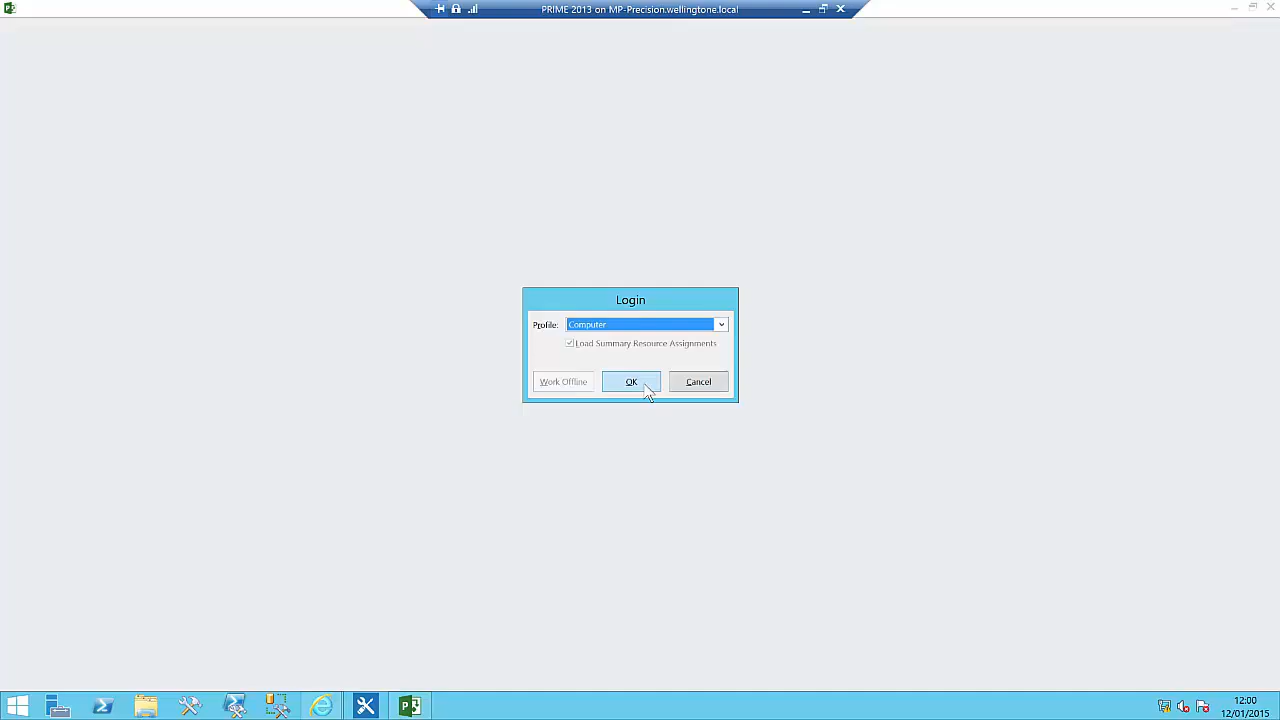 PRIME 2013 on MP-Precision.wellingtone.local
Login
Profile: Computer
Load Summary Resource Assignments
Work Offline OK Cancel
12:00
12/01/2015